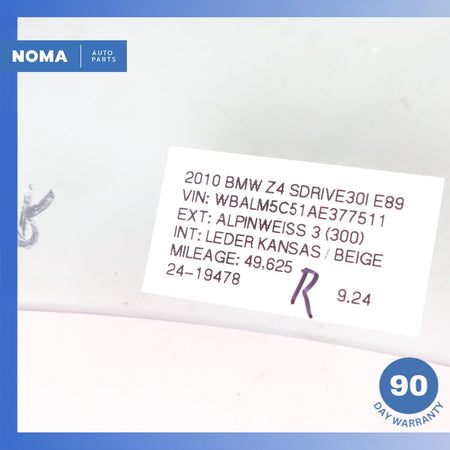 NOMA
AUTO
PARTS
2010 BMW Z4 SDRIVE30I E89
VIN: WBALM5C51AE377511
EXT: ALPINWEISS 3 (300)
INT: LEDER KANSAS / BEIGE
MILEAGE: 49,625
24-19478
R
9.24
90
DAY WARRANTY